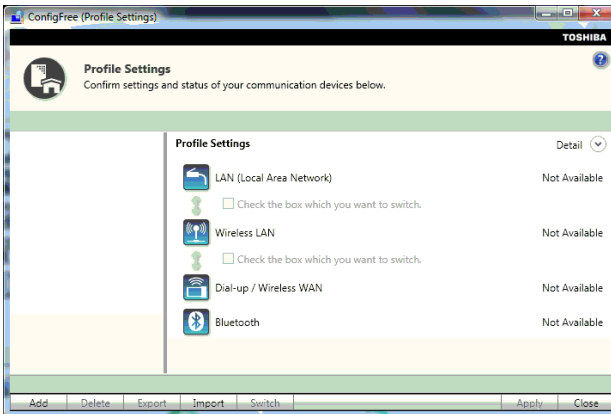 ConfigFree (Profile Settings)
TOSHIBA
Profile Settings
Confirm settings and status of your communication devices below.
?
Profile Settings
Detail
LAN (Local Area Network)
Not Available
Check the box which you want to switch.
Wireless LAN
Not Available
Check the box which you want to switch.
Dial-up / Wireless WAN
Not Available
Bluetooth
Not Available
Add Delete Export Import Switch Apply Close